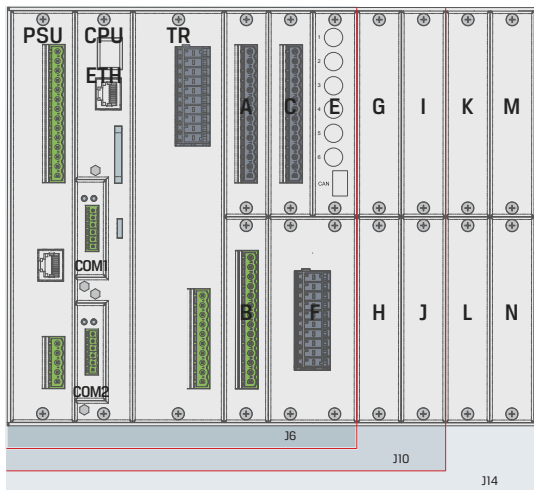 PSU CPU TR
ETH
A C E G I K M
1
2
3
4
5
6
CAN
COM1
B F H J L N
COM2
J6
J10
J14